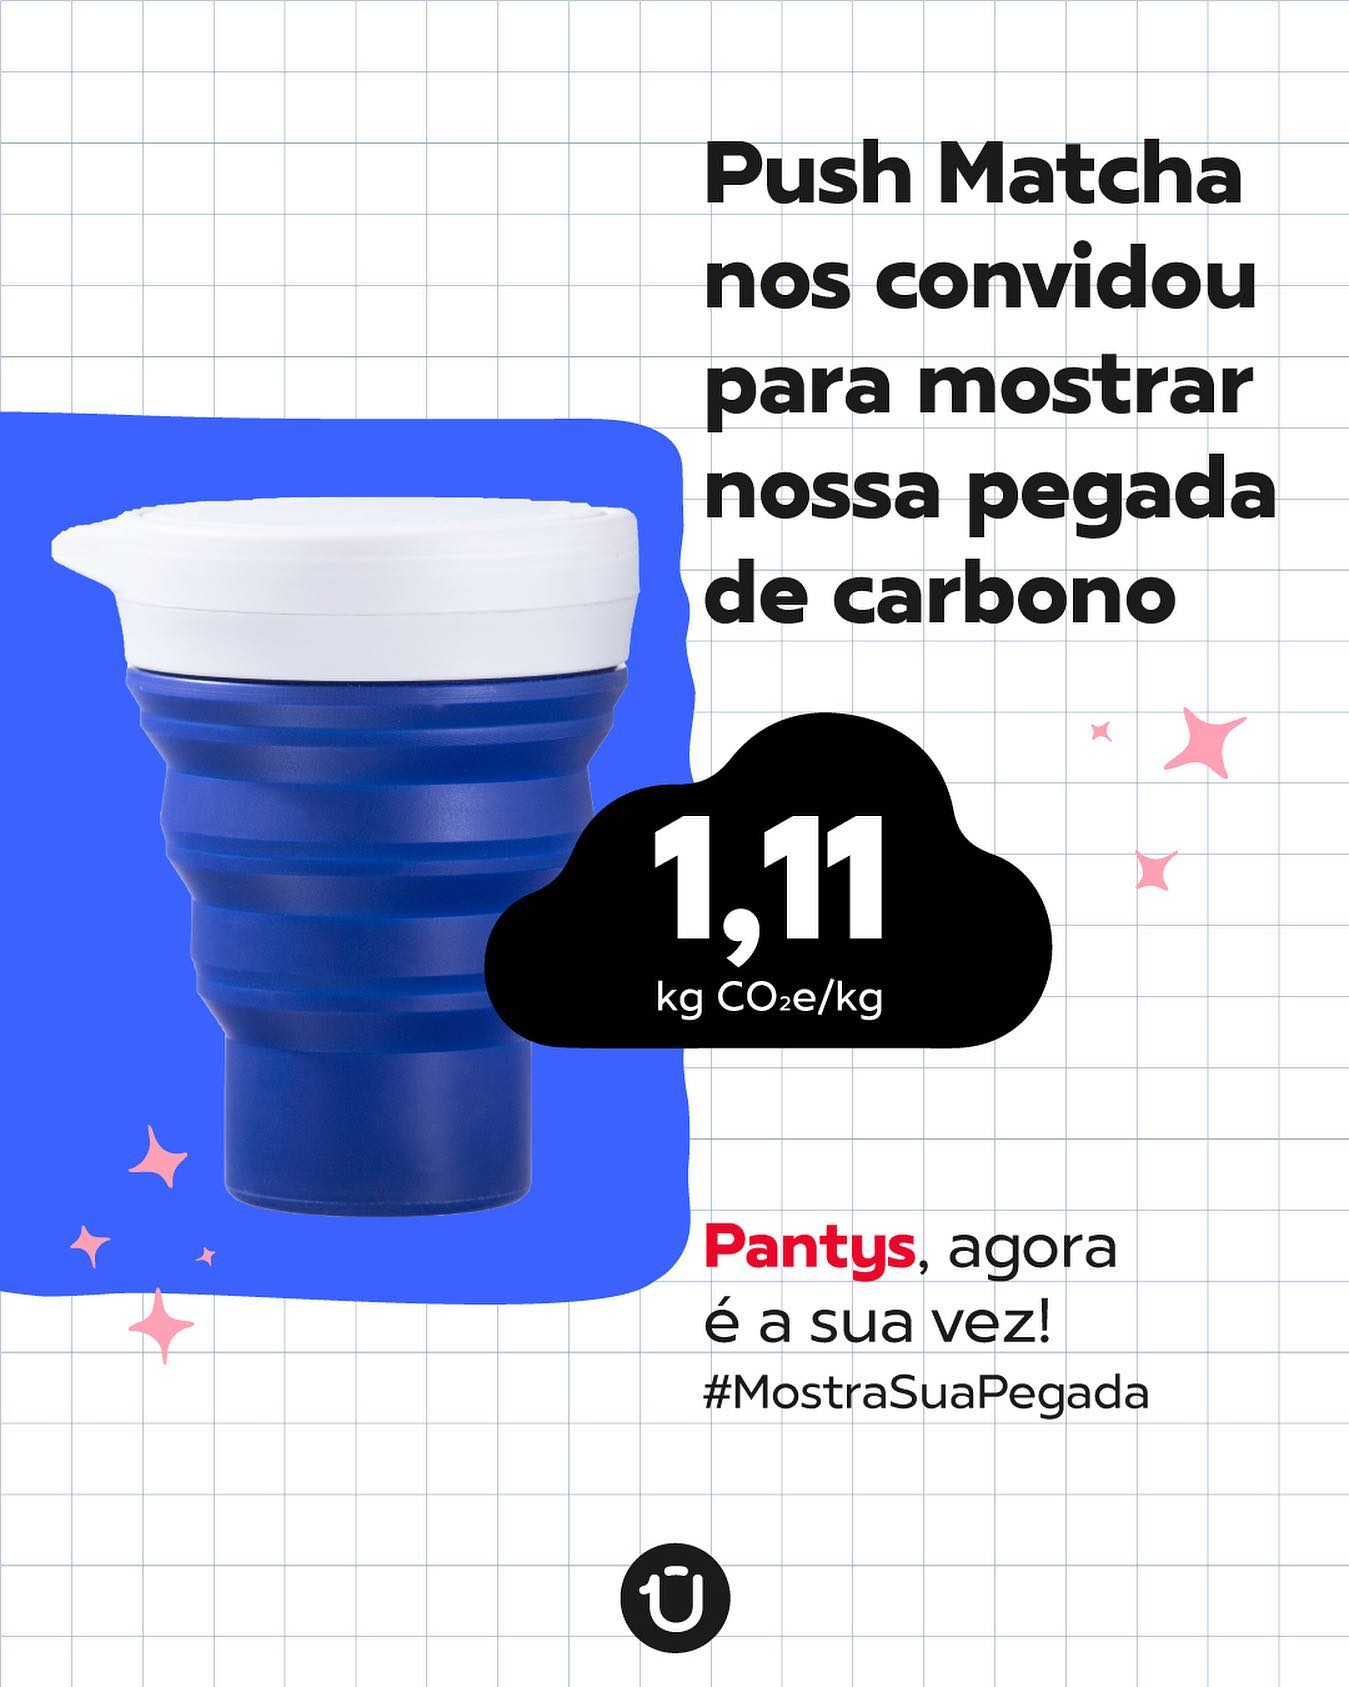 Push Matcha
nos convidou
para mostrar
nossa pegada
de carbono
1,11
kg CO₂e/kg
Pantys, agora
é a sua vez!
#MostraSuaPegada